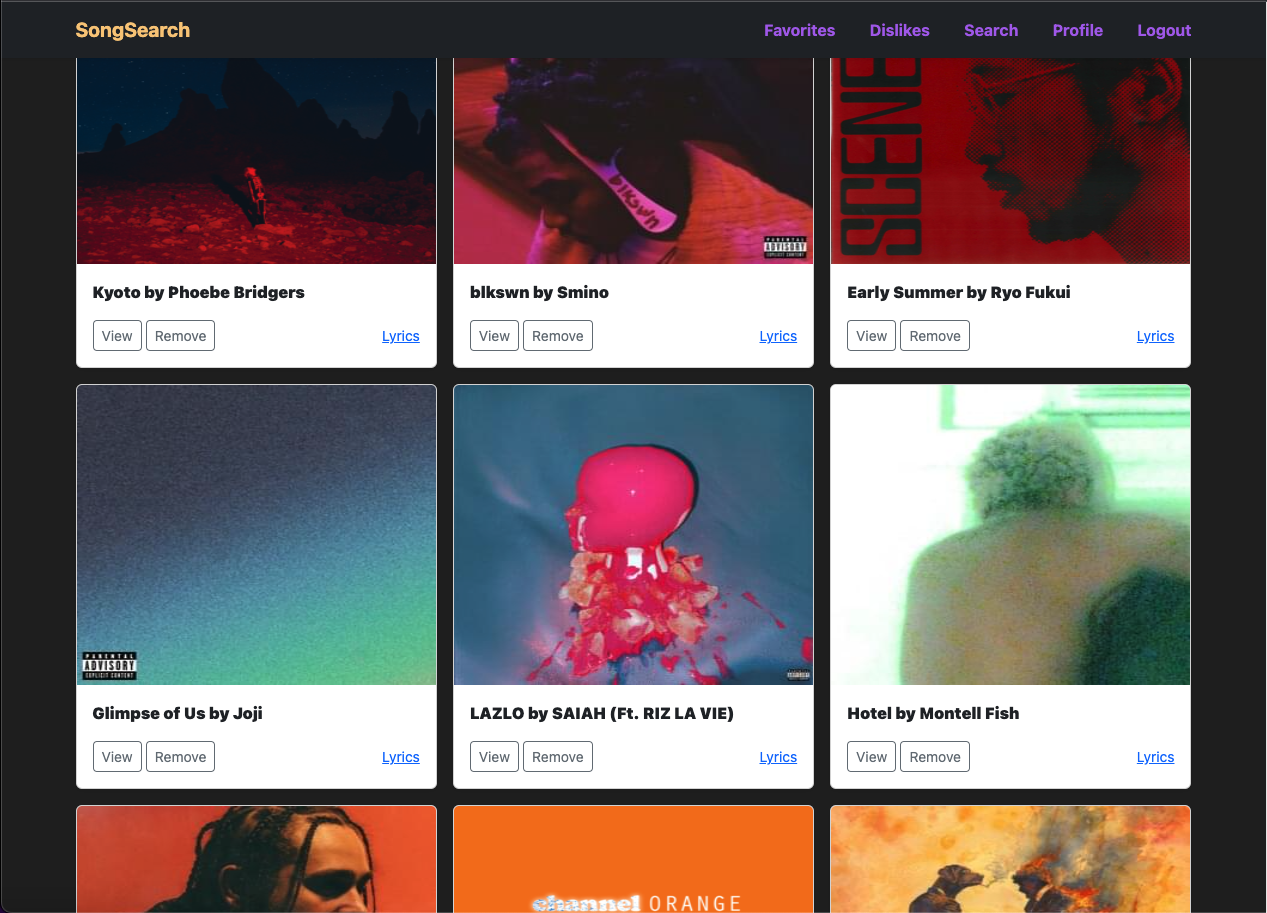 SongSearch
Favorites Dislikes Search Profile Logout
blkswn
PARENTAL
ADVISORY
EXPLICIT CONTENT
SCENE
Kyoto by Phoebe Bridgers
View Remove Lyrics
blkswn by Smino
View Remove Lyrics
Early Summer by Ryo Fukui
View Remove Lyrics
PARENTAL
ADVISORY
EXPLICIT CONTENT
Glimpse of Us by Joji
View Remove Lyrics
LAZLO by SAIAH (Ft. RIZ LA VIE)
View Remove Lyrics
Hotel by Montell Fish
View Remove Lyrics
channel ORANGE